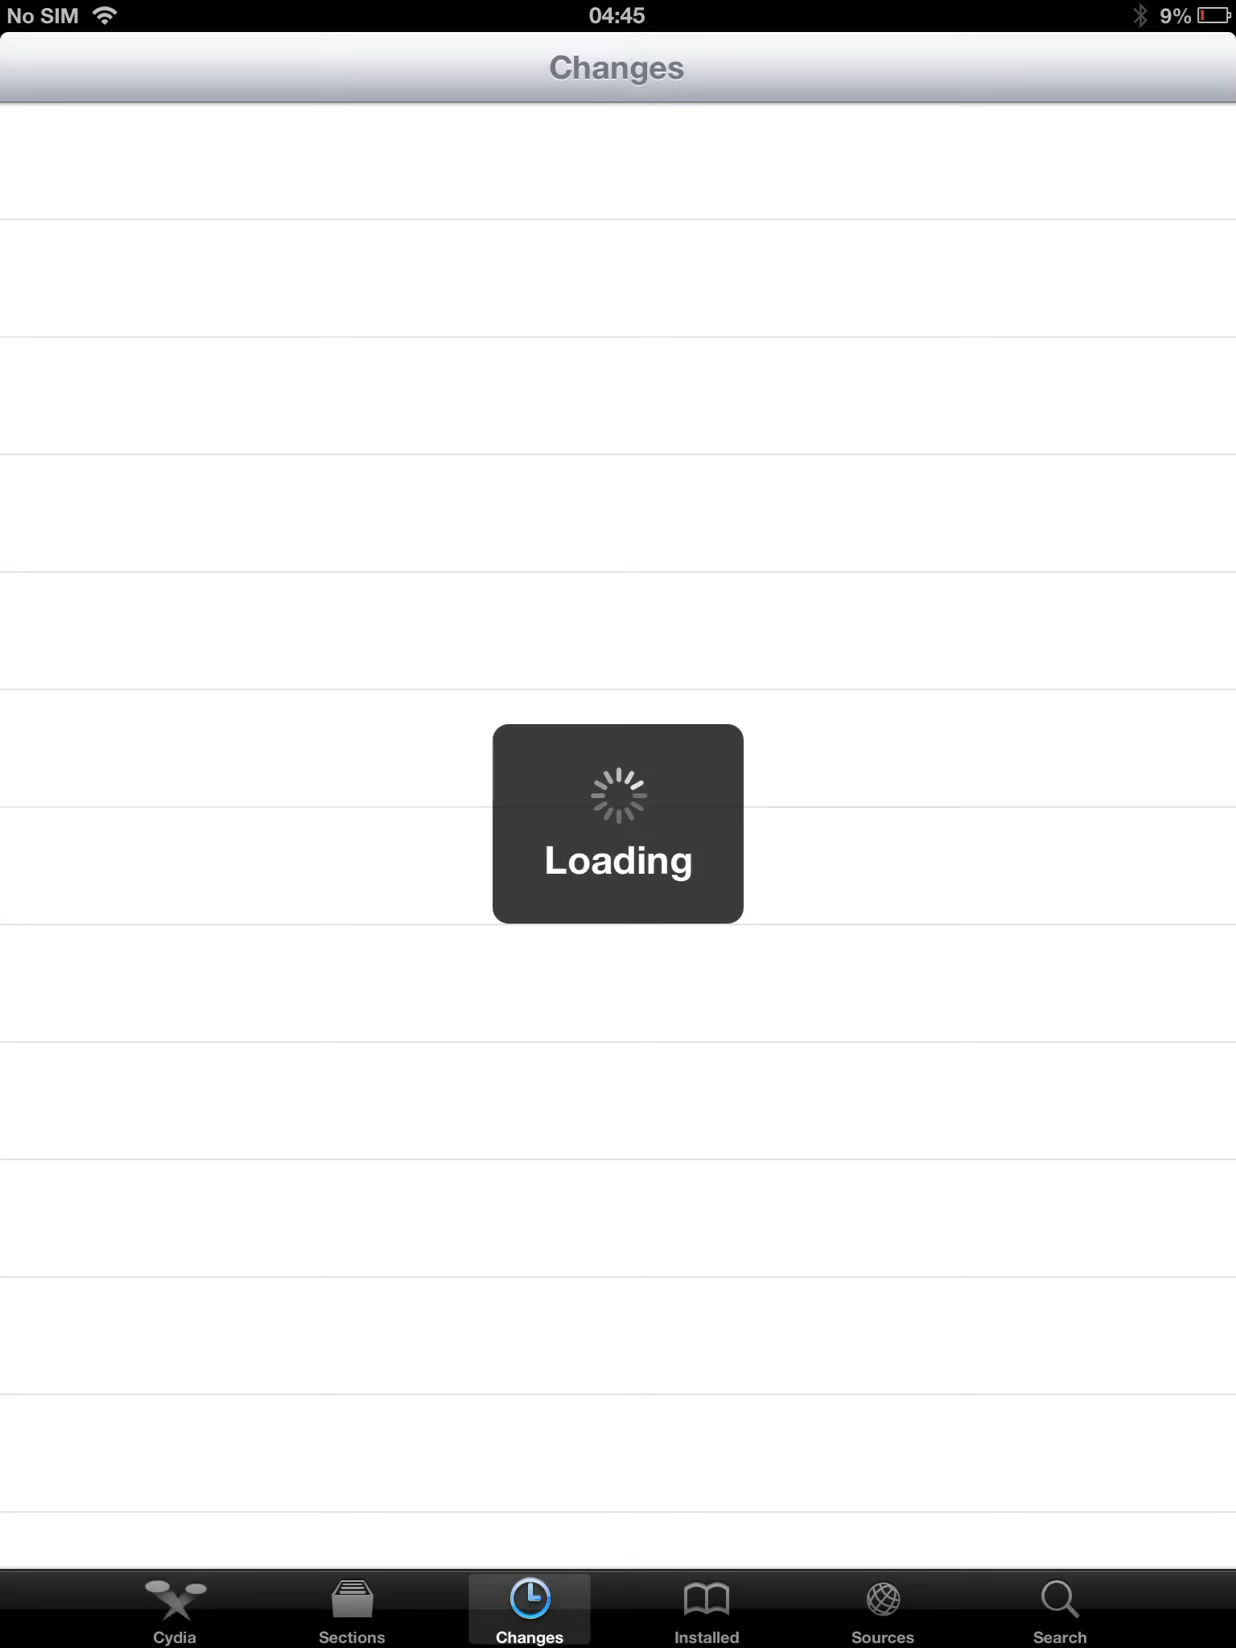 No SIM 04:45 9%
Changes
Loading
Cydia Sections Changes Installed Sources Search